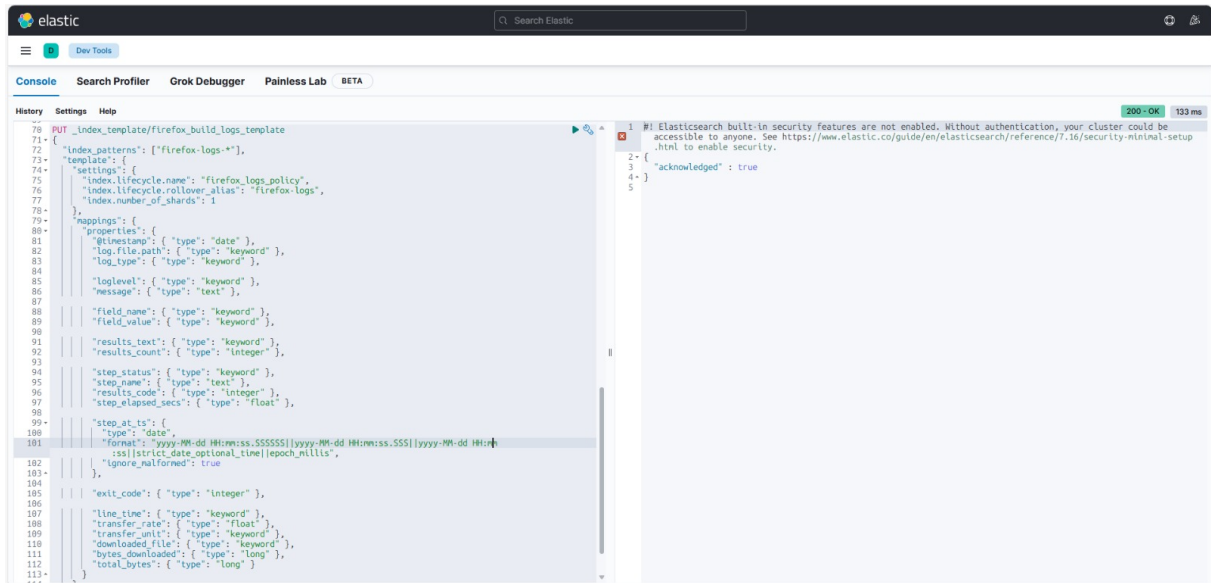 elastic
Search Elastic
D
Dev Tools
Console Search Profiler Grok Debugger Painless Lab BETA
History Settings Help
200 - OK 133 ms
70 PUT _index_template/firefox_build_logs_template
71 {
72 "index_patterns": ["firefox-logs-*"],
73 "template": {
74 "settings": {
75 "index.lifecycle.name": "firefox_logs_policy",
76 "index.lifecycle.rollover_alias": "firefox-logs",
77 "index.number_of_shards": 1
78 },
79 "mappings": {
80 "properties": {
81 "@timestamp": { "type": "date" },
82 "log.file.path": { "type": "keyword" },
83 "log_type": { "type": "keyword" },
84
85 "loglevel": { "type": "keyword" },
86 "message": { "type": "text" },
87
88 "field_name": { "type": "keyword" },
89 "field_value": { "type": "keyword" },
90
91 "results_text": { "type": "keyword" },
92 "results_count": { "type": "integer" },
93
94 "step_status": { "type": "keyword" },
95 "step_name": { "type": "text" },
96 "results_code": { "type": "integer" },
97 "step_elapsed_secs": { "type": "float" },
98
99 "step_at_ts": {
100 "type": "date",
101 "format": "yyyy-MM-dd HH:mm:ss.SSSSSS||yyyy-MM-dd HH:mm:ss.SSS||yyyy-MM-dd HH:mm
:ss||strict_date_optional_time||epoch_millis",
102 "ignore_malformed": true
103 },
104
105 "exit_code": { "type": "integer" },
106
107 "line_time": { "type": "keyword" },
108 "transfer_rate": { "type": "float" },
109 "transfer_unit": { "type": "keyword" },
110 "downloaded_file": { "type": "keyword" },
111 "bytes_downloaded": { "type": "long" },
112 "total_bytes": { "type": "long" }
113 }
1 #! Elasticsearch built-in security features are not enabled. Without authentication, your cluster could be
accessible to anyone. See https://www.elastic.co/guide/en/elasticsearch/reference/7.16/security-minimal-setup
.html to enable security.
2 {
3 "acknowledged" : true
4 }
5